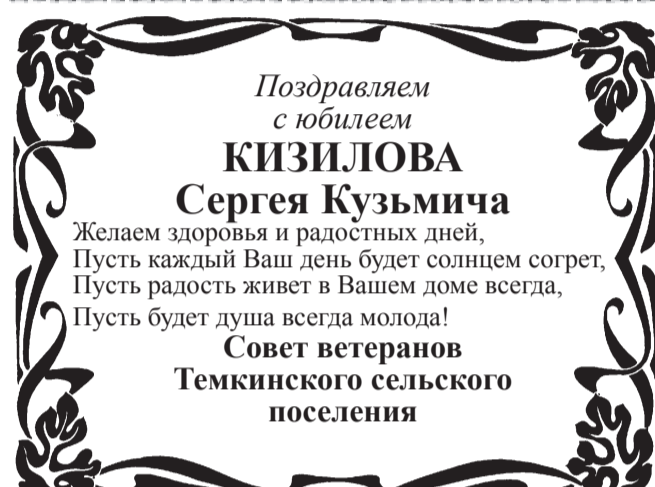 Поздравляем
с юбилеем
КИЗИЛОВА
Сергея Кузьмича
Желаем здоровья и радостных дней,
Пусть каждый Ваш день будет солнцем согрет,
Пусть радость живет в Вашем доме всегда,
Пусть будет душа всегда молода!
Совет ветеранов
Темкинского сельского
поселения